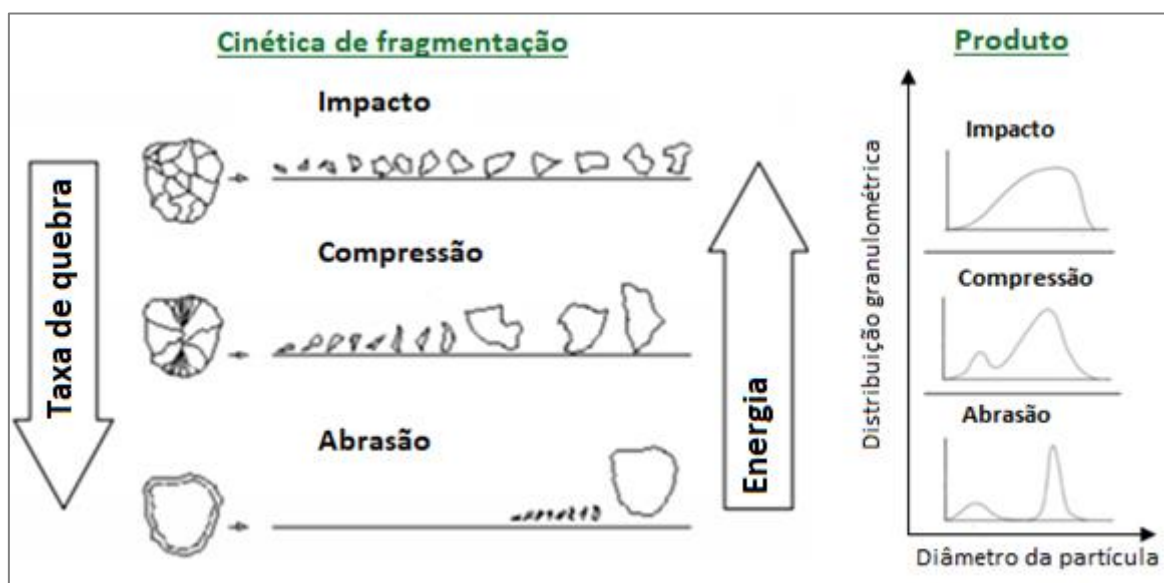 Cinética de fragmentação
Produto
Impacto
Compressão
Abrasão
Taxa de quebra
Energia
Distribuição granulométrica
Impacto
Compressão
Abrasão
Diâmetro da partícula